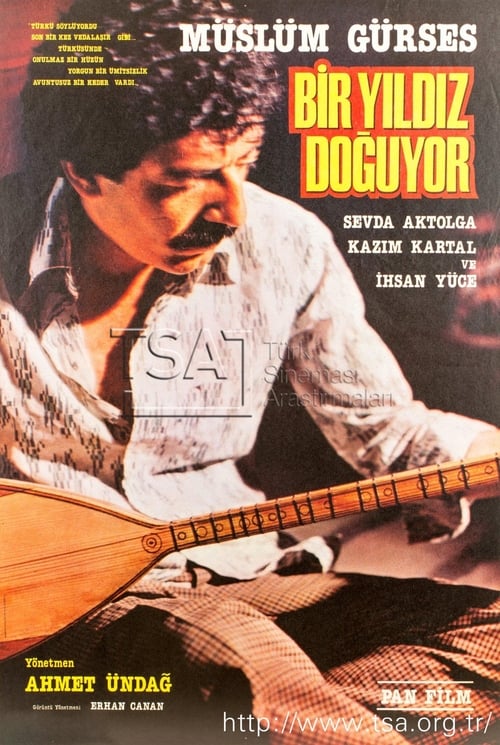 "TÜRKÜ SÖYLÜYORDU
SON BİR KEZ VEDALAŞIR GİBİ...
TÜRKÜSÜNDE
ONULMAZ BİR HÜZÜN
YORGUN BİR ÜMİTSİZLİK
AVUNTUSUZ BİR KEDER VARDI...
MÜSLÜM GÜRSES
BİR YILDIZ
DOĞUYOR
SEVDA AKTOLGA
KAZIM KARTAL
VE
İHSAN YÜCE
TSA
Türk
Sineması
Araştırmaları
Yönetmen
AHMET ÜNDAĞ
Görüntü Yönetmeni ERHAN CANAN
PAN FİLM
http://www.tsa.org.tr/